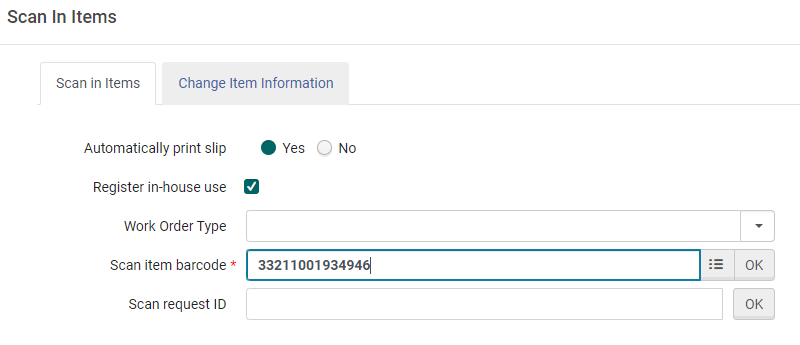 Scan In Items
Scan in Items Change Item Information
Automatically print slip Yes No
Register in-house use
Work Order Type
Scan item barcode * 33211001934946 OK
Scan request ID OK